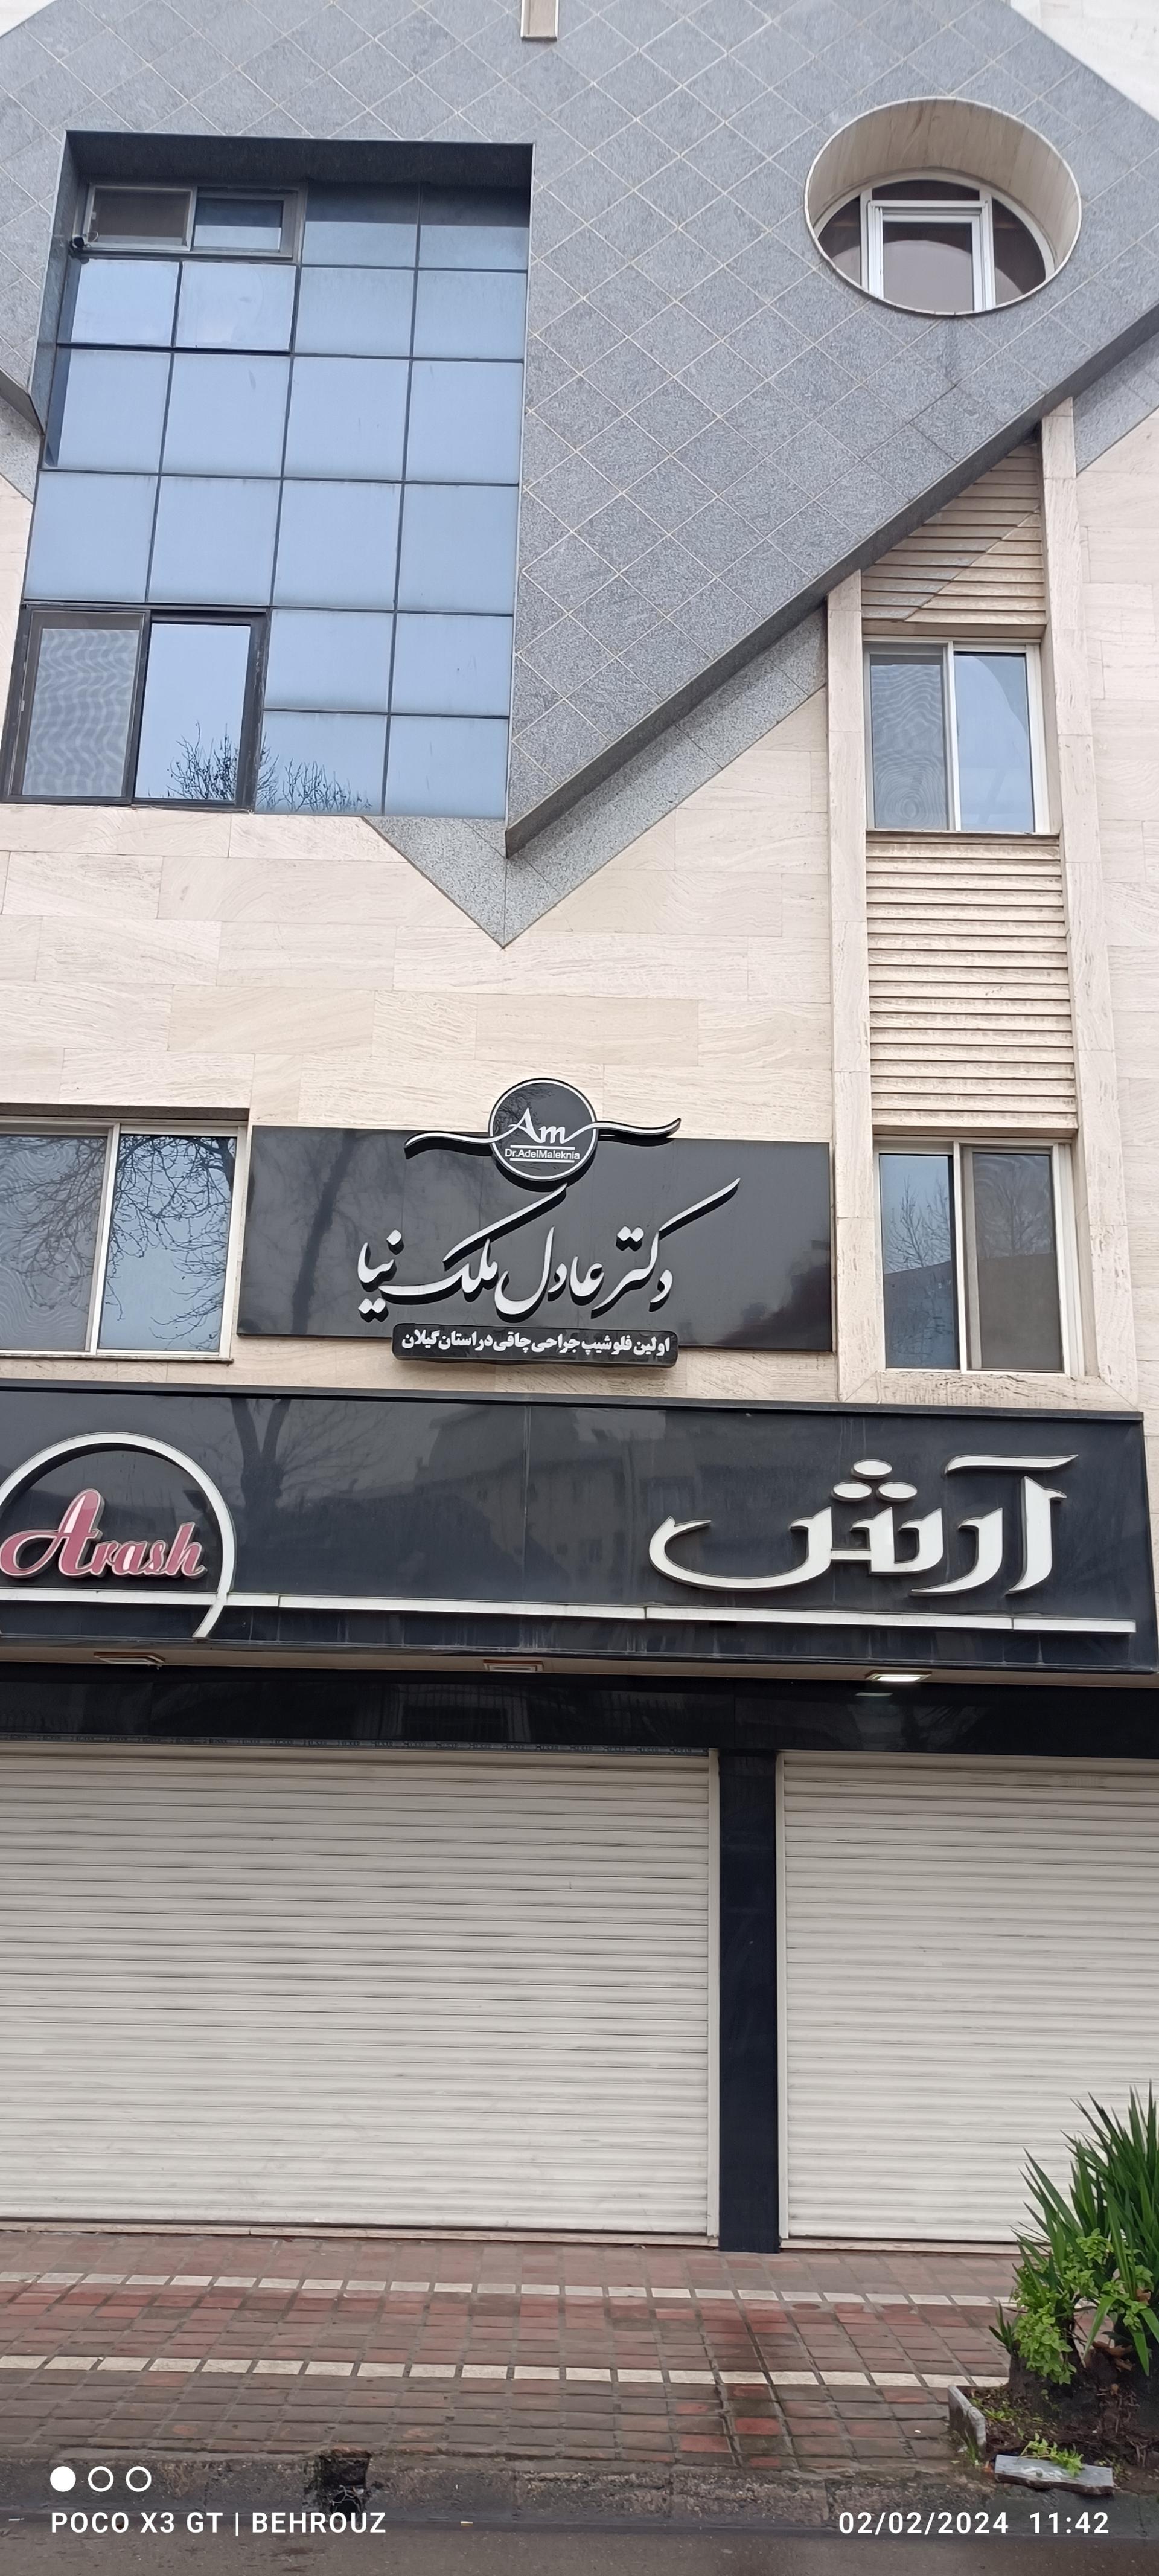 Am
Dr.AdelMaleknia
دکتر عادل ملک نیا
اولین فلوشیپ جراحی چاقی در استان گیلان
آرش
Arash
POCO X3 GT | BEHROUZ
02/02/2024 11:42